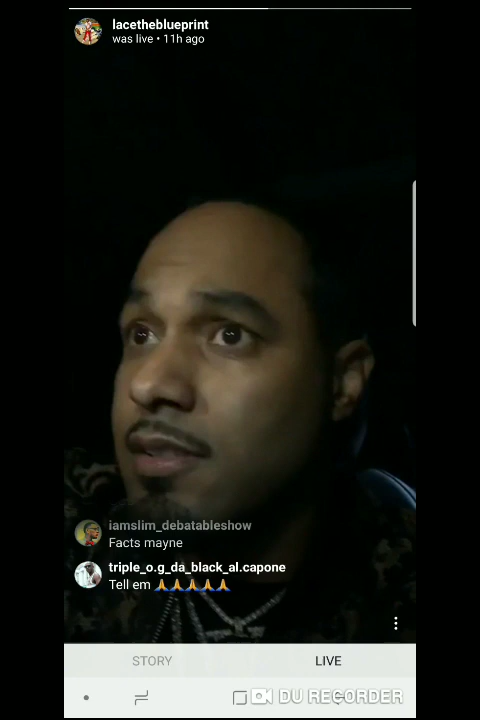 lacetheblueprint
was live • 11h ago
iamslim_debatableshow
Facts mayne
triple_o.g_da_black_al.capone
Tell em 🙏🙏🙏🙏🙏
STORY LIVE
DU RECORDER